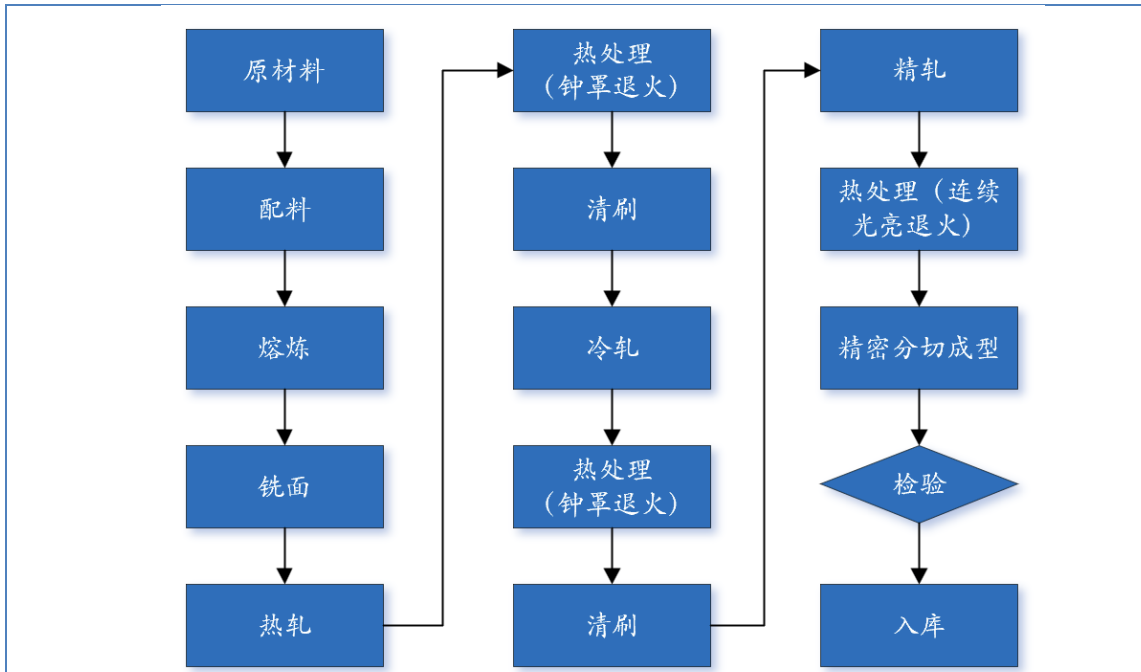 原材料
配料
熔炼
铣面
热轧
热处理
（钟罩退火）
清刷
冷轧
热处理
（钟罩退火）
清刷
精轧
热处理（连续
光亮退火）
精密分切成型
检验
入库